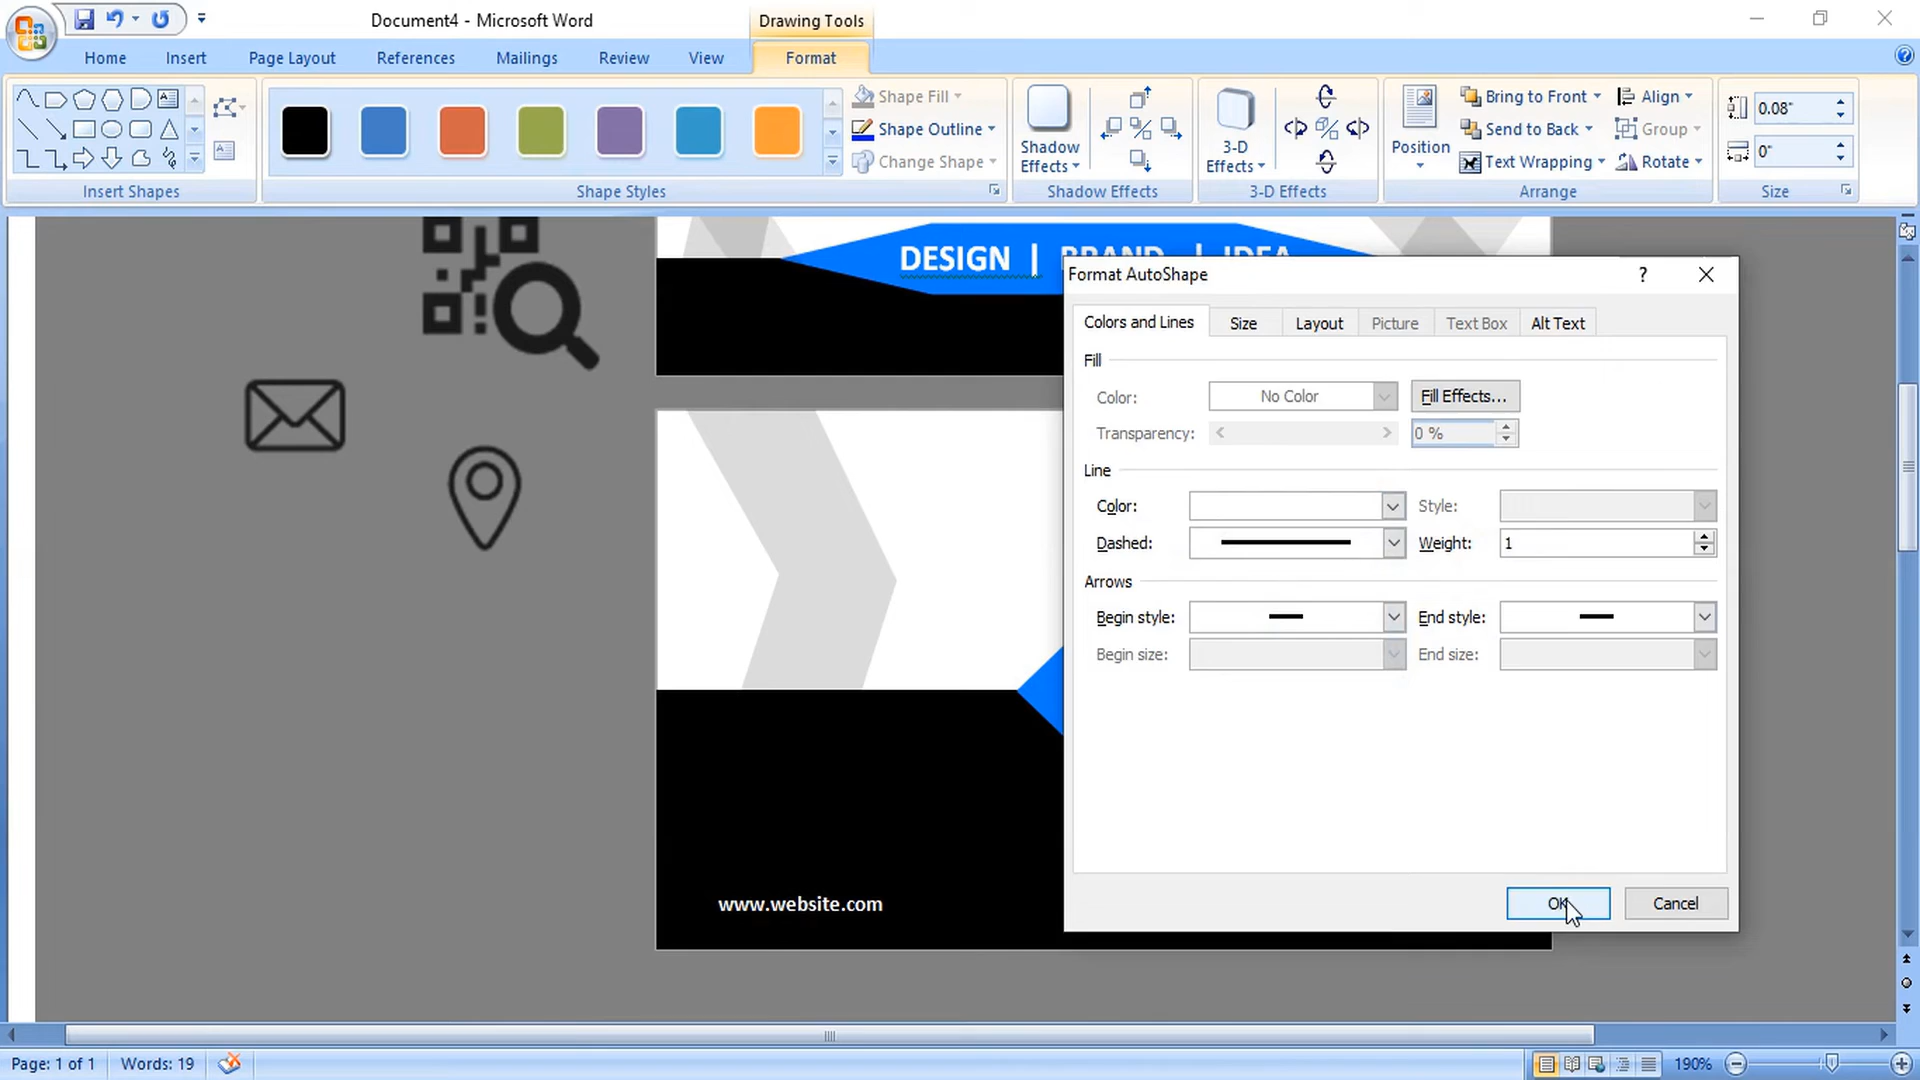 Document4 - Microsoft Word
Drawing Tools
Home
Insert
Page Layout
References
Mailings
Review
View
Format
Shape Fill
Shape Outline
Change Shape
Insert Shapes
Shape Styles
Shadow
Effects
Shadow Effects
3-D
Effects
3-D Effects
Position
Bring to Front
Send to Back
Text Wrapping
Align
Group
Rotate
Arrange
0.08"
0"
Size
DESIGN | BRAND | IDEA
Format AutoShape
?
Colors and Lines
Size
Layout
Picture
Text Box
Alt Text
Fill
Color:
No Color
Fill Effects...
Transparency:
0 %
Line
Color:
Style:
Dashed:
Weight:
1
Arrows
Begin style:
End style:
Begin size:
End size:
OK
Cancel
www.website.com
Page: 1 of 1
Words: 19
190%